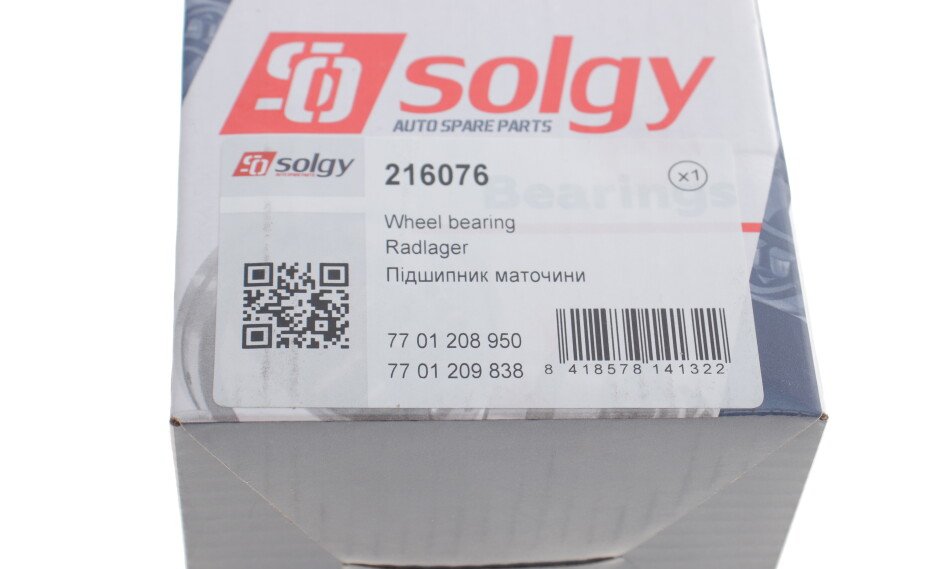 solgy
AUTO SPARE PARTS
solgy
216076
x1
Bearings
Wheel bearing
Radlager
Підшипник маточини
77 01 208 950
77 01 209 838
8 418578 141322